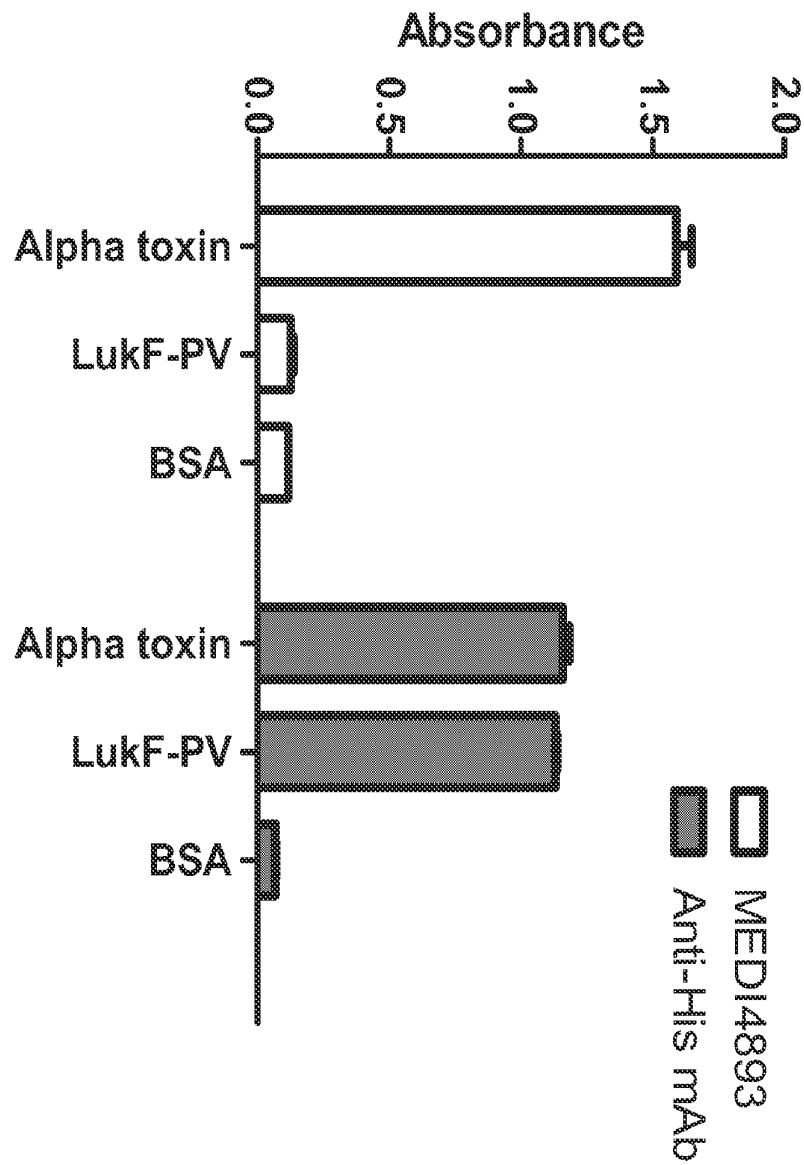 Absorbance
0.0
0.5
1.0
1.5
2.0
Alpha toxin
LukF-PV
BSA
Alpha toxin
LukF-PV
BSA
MEDI4893
Anti-His mAb